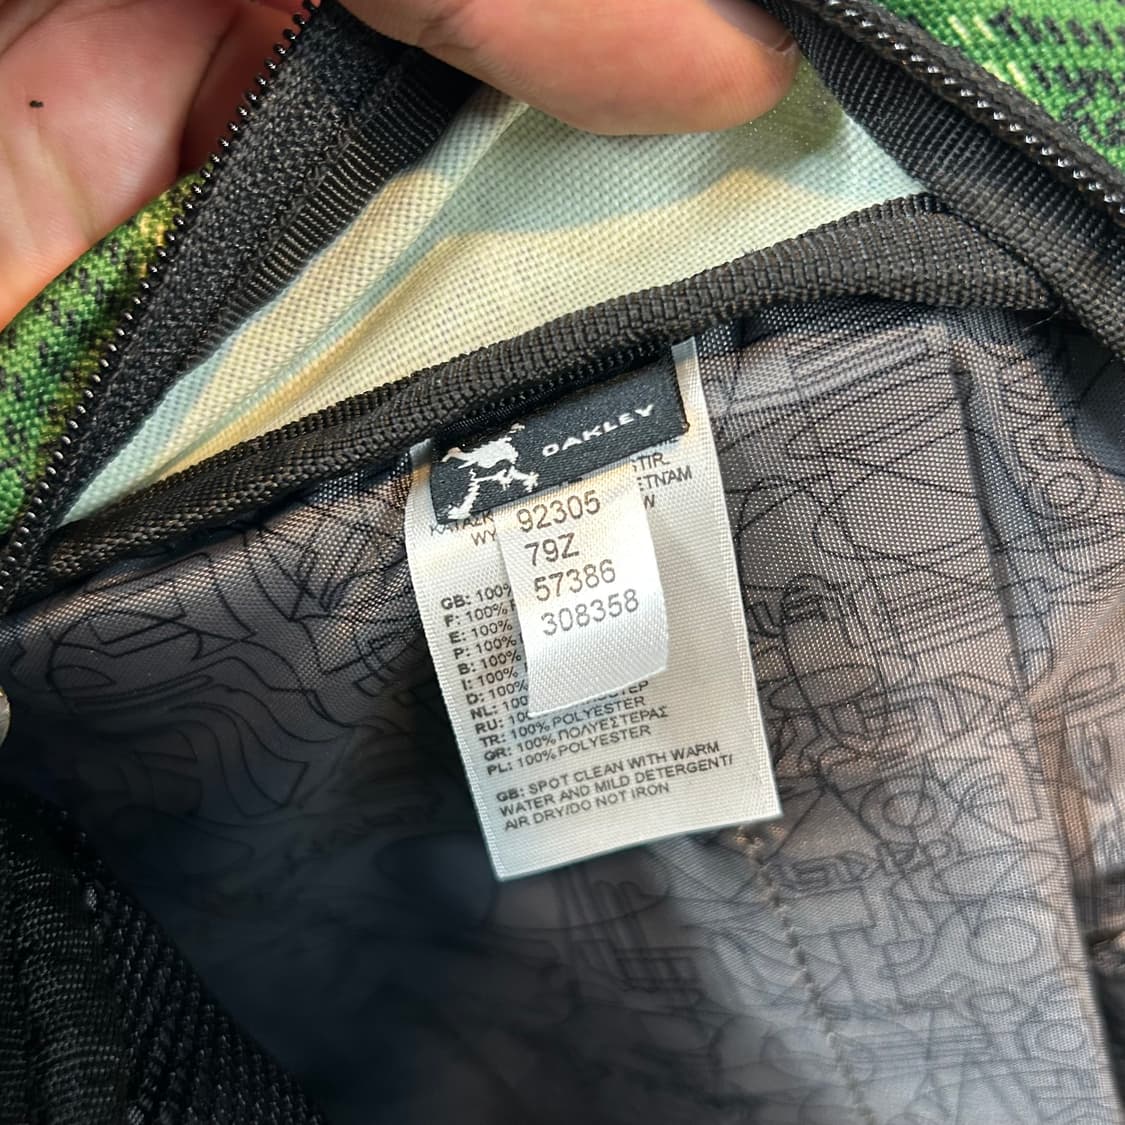 OAKLEY
92305
79Z
57386
308358
ETNAM
WY
GB: 100%
F: 100%
E: 100%
P: 100%
B: 100%
I: 100%
D: 100%
NL: 100
RU: 100
TR: 100% POLYESTER
GR: 100% ΠΟΛΥΕΣΤΕΡΑΣ
PL: 100% POLYESTER
GB: SPOT CLEAN WITH WARM
WATER AND MILD DETERGENT/
AIR DRY/DO NOT IRON